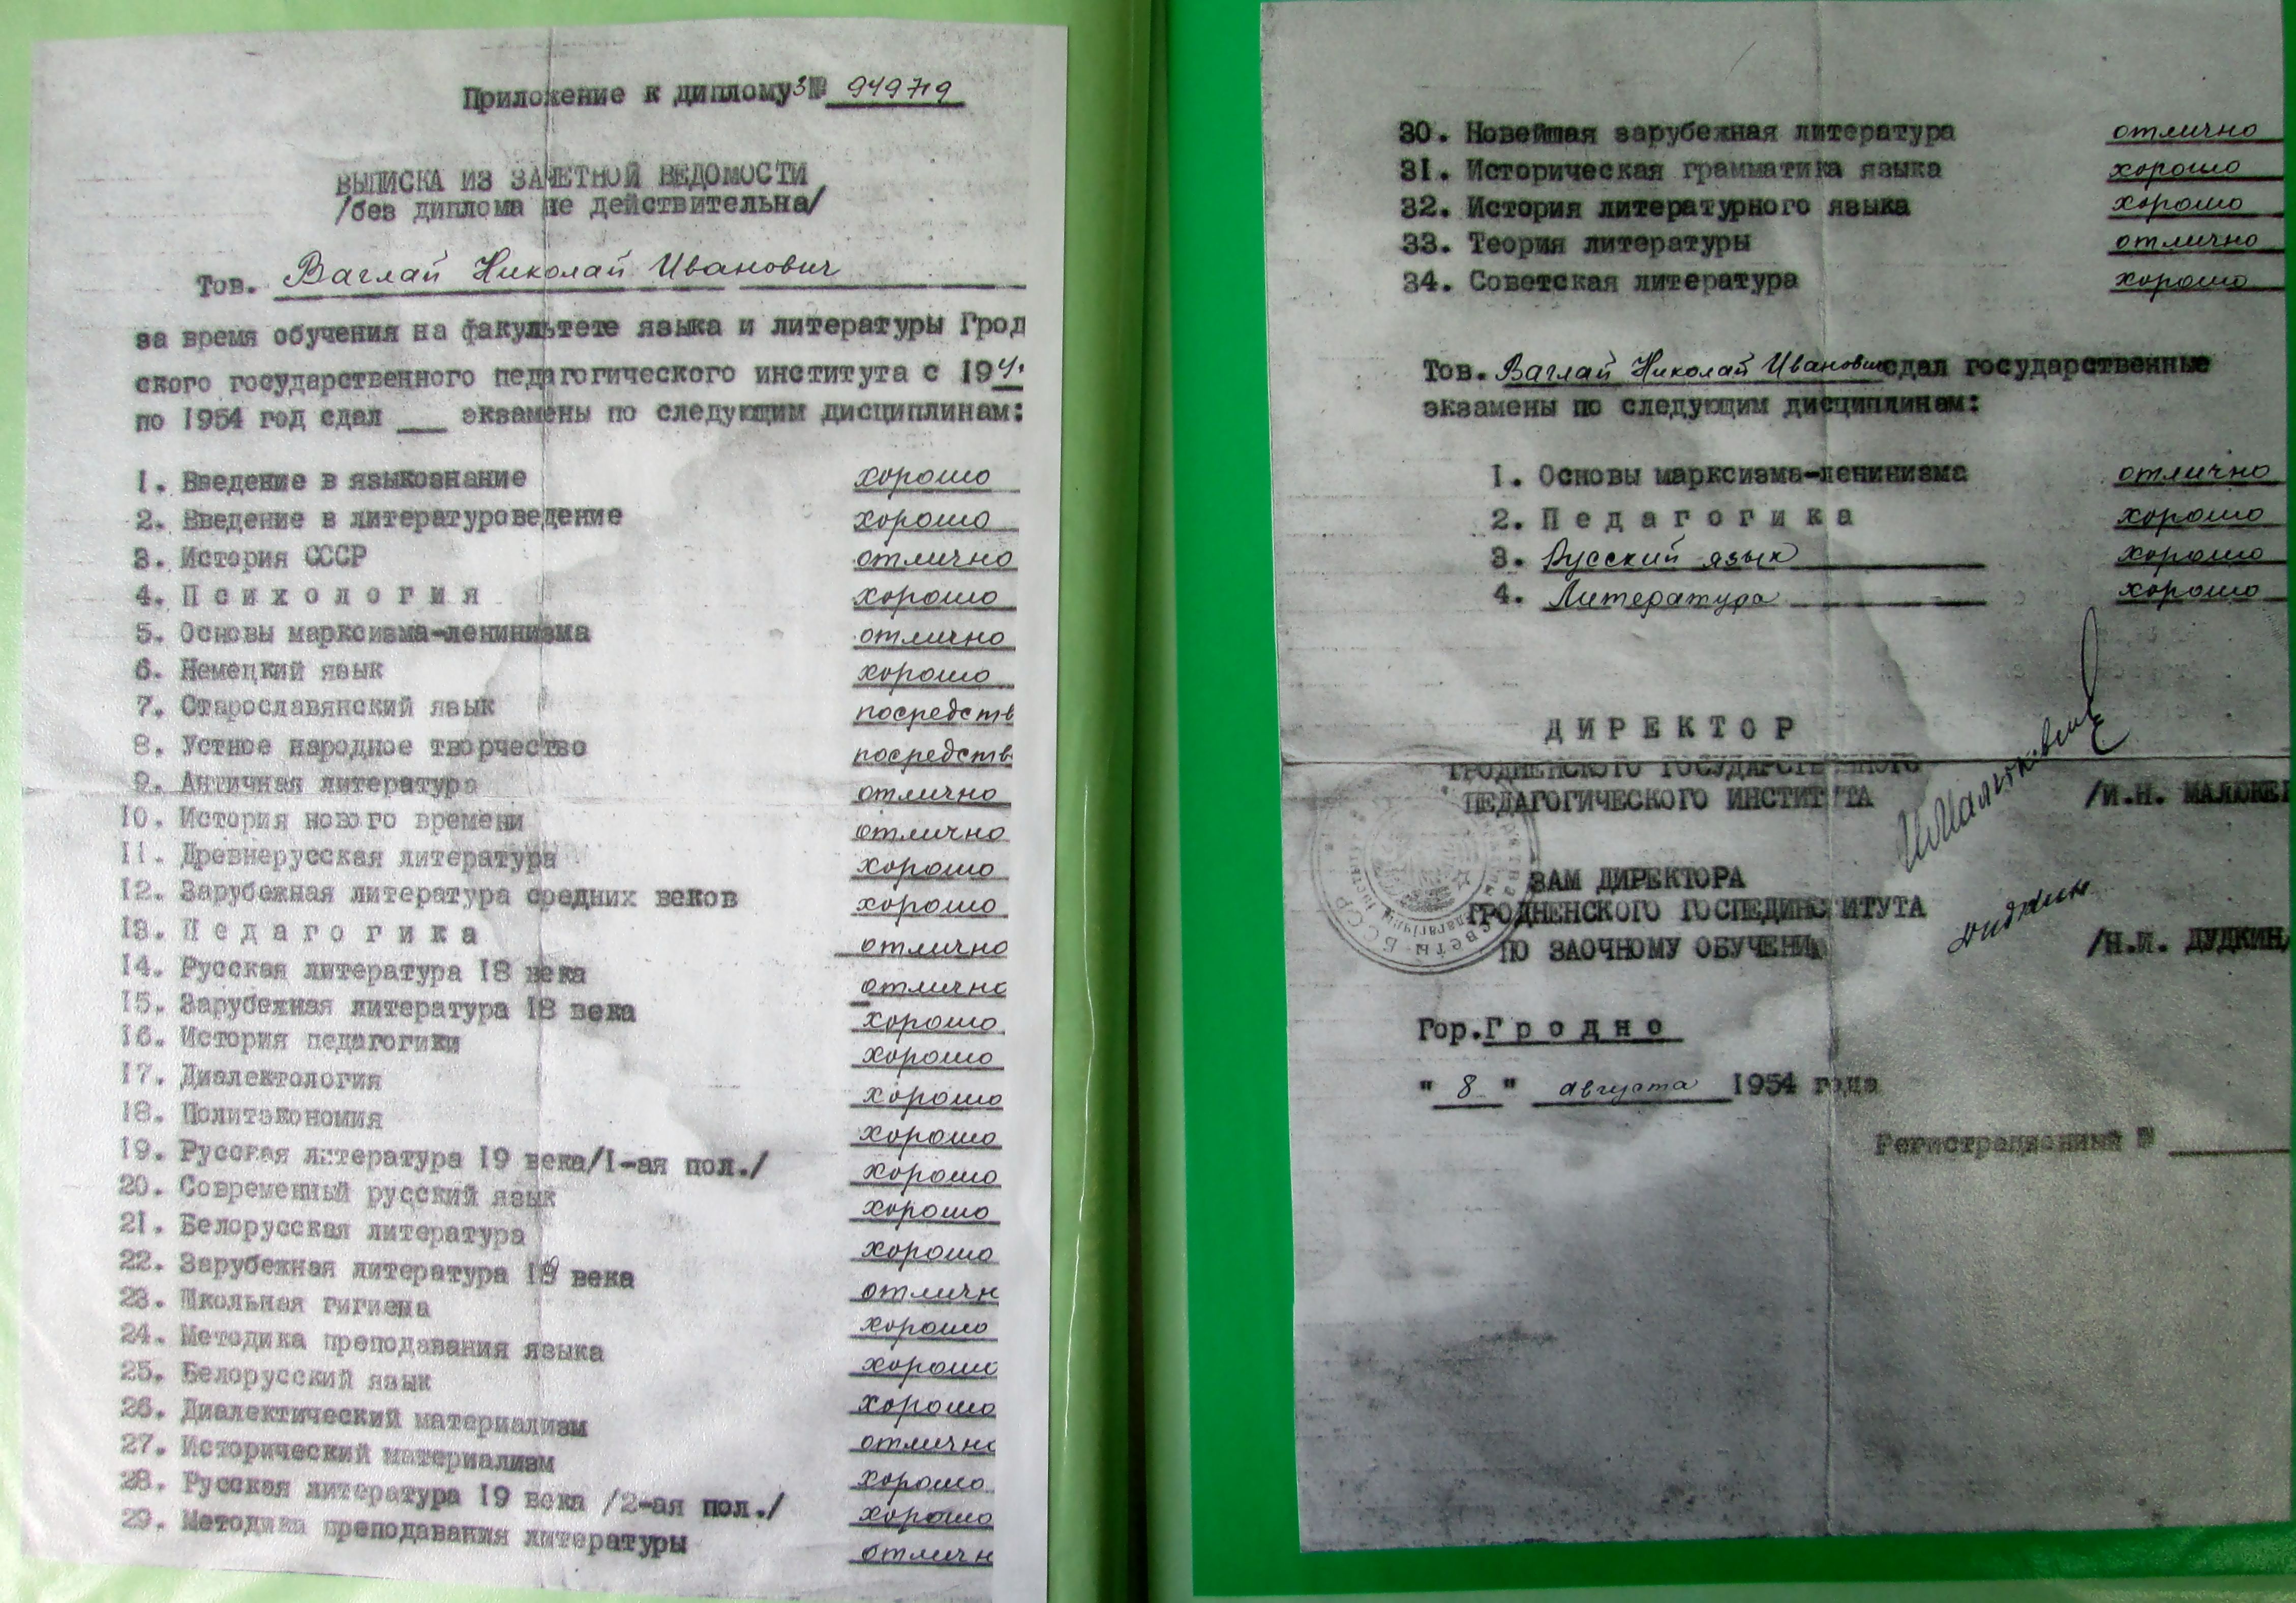 Приложение к диплому З № 949719
ВЫПИСКА ИЗ ЗАЧЕТНОЙ ВЕДОМОСТИ
/без диплома не действительна/
Тов. Ваглай Николай Иванович
за время обучения на факультете языка и литературы Грод
ского государственного педагогического института с 19
по 1954 год сдал ___ экзамены по следующим дисциплинам:
1. Введение в языкознание хорошо
2. Введение в литературоведение хорошо
3. История СССР отлично
4. Психология хорошо
5. Основы марксизма-ленинизма отлично
6. Немецкий язык хорошо
7. Старославянский язык посредств
8. Устное народное творчество посредств
9. Античная литература отлично
10. История нового времени отлично
11. Древнерусская литература хорошо
12. Зарубежная литература средних веков хорошо
13. Педагогика отлично
14. Русская литература 18 века отлично
15. Зарубежная литература 18 века хорошо
16. История педагогики хорошо
17. Диалектология хорошо
18. Политэкономия хорошо
19. Русская литература 19 века/1-ая пол./ хорошо
20. Современный русский язык хорошо
21. Белорусская литература хорошо
22. Зарубежная литература 19 века отличн
23. Школьная гигиена хорошо
24. Методика преподавания языка хорошо
25. Белорусский язык хорошо
26. Диалектический материализм отлично
27. Исторический материализм хорошо
28. Русская литература 19 века /2-ая пол./ хорошо
29. Методика преподавания литературы отличн
30. Новейшая зарубежная литература отлично
31. Историческая грамматика языка хорошо
32. История литературного языка хорошо
33. Теория литературы отлично
34. Советская литература хорошо
Тов. Ваглай Николай Иванович сдал государственные
экзамены по следующим дисциплинам:
1. Основы марксизма-ленинизма отлично
2. Педагогика хорошо
3. Русский язык хорошо
4. Литература хорошо
ДИРЕКТОР
ГРОДНЕНСКОГО ГОСУДАРСТВЕННОГО
ПЕДАГОГИЧЕСКОГО ИНСТИТУТА /И.Н. МАЛЮКЕ
ЗАМ ДИРЕКТОРА
ГРОДНЕНСКОГО ГОСПЕДИНСТИТУТА
ПО ЗАОЧНОМУ ОБУЧЕНИЮ /Н.Л. ДУДКИН/
Гор. Гродно
"8" августа 1954 года
Регистрационный №